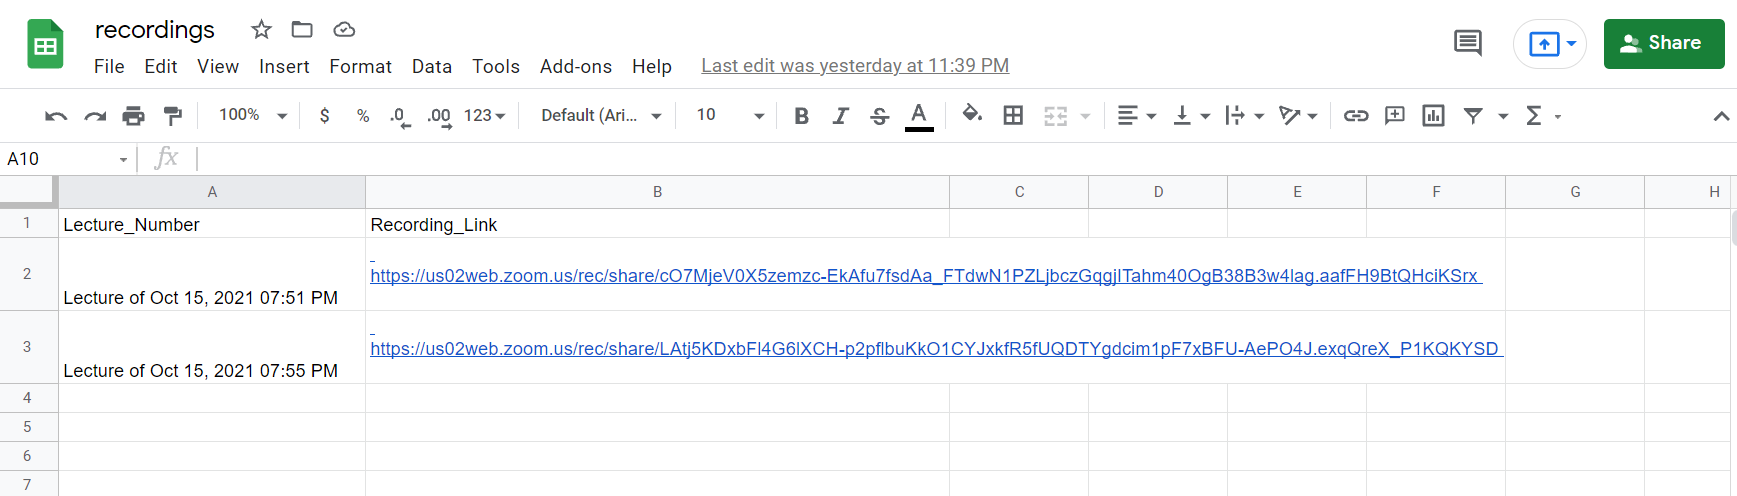 recordings
File Edit View Insert Format Data Tools Add-ons Help Last edit was yesterday at 11:39 PM
Share
100% $ % .0 .00 123 Default (Ari... 10 B I S A Σ
A10 fx
A B C D E F G H
1 Lecture_Number Recording_Link
2 Lecture of Oct 15, 2021 07:51 PM https://us02web.zoom.us/rec/share/cO7MjeV0X5zemzc-EkAfu7fsdAa_FTdwN1PZLjbczGqgjITahm40OgB38B3w4lag.aafFH9BtQHciKSrx
3 Lecture of Oct 15, 2021 07:55 PM https://us02web.zoom.us/rec/share/LAtj5KDxbFl4G6lXCH-p2pflbuKkO1CYJxkfR5fUQDTYgdcim1pF7xBFU-AePO4J.exqQreX_P1KQKYSD
4
5
6
7